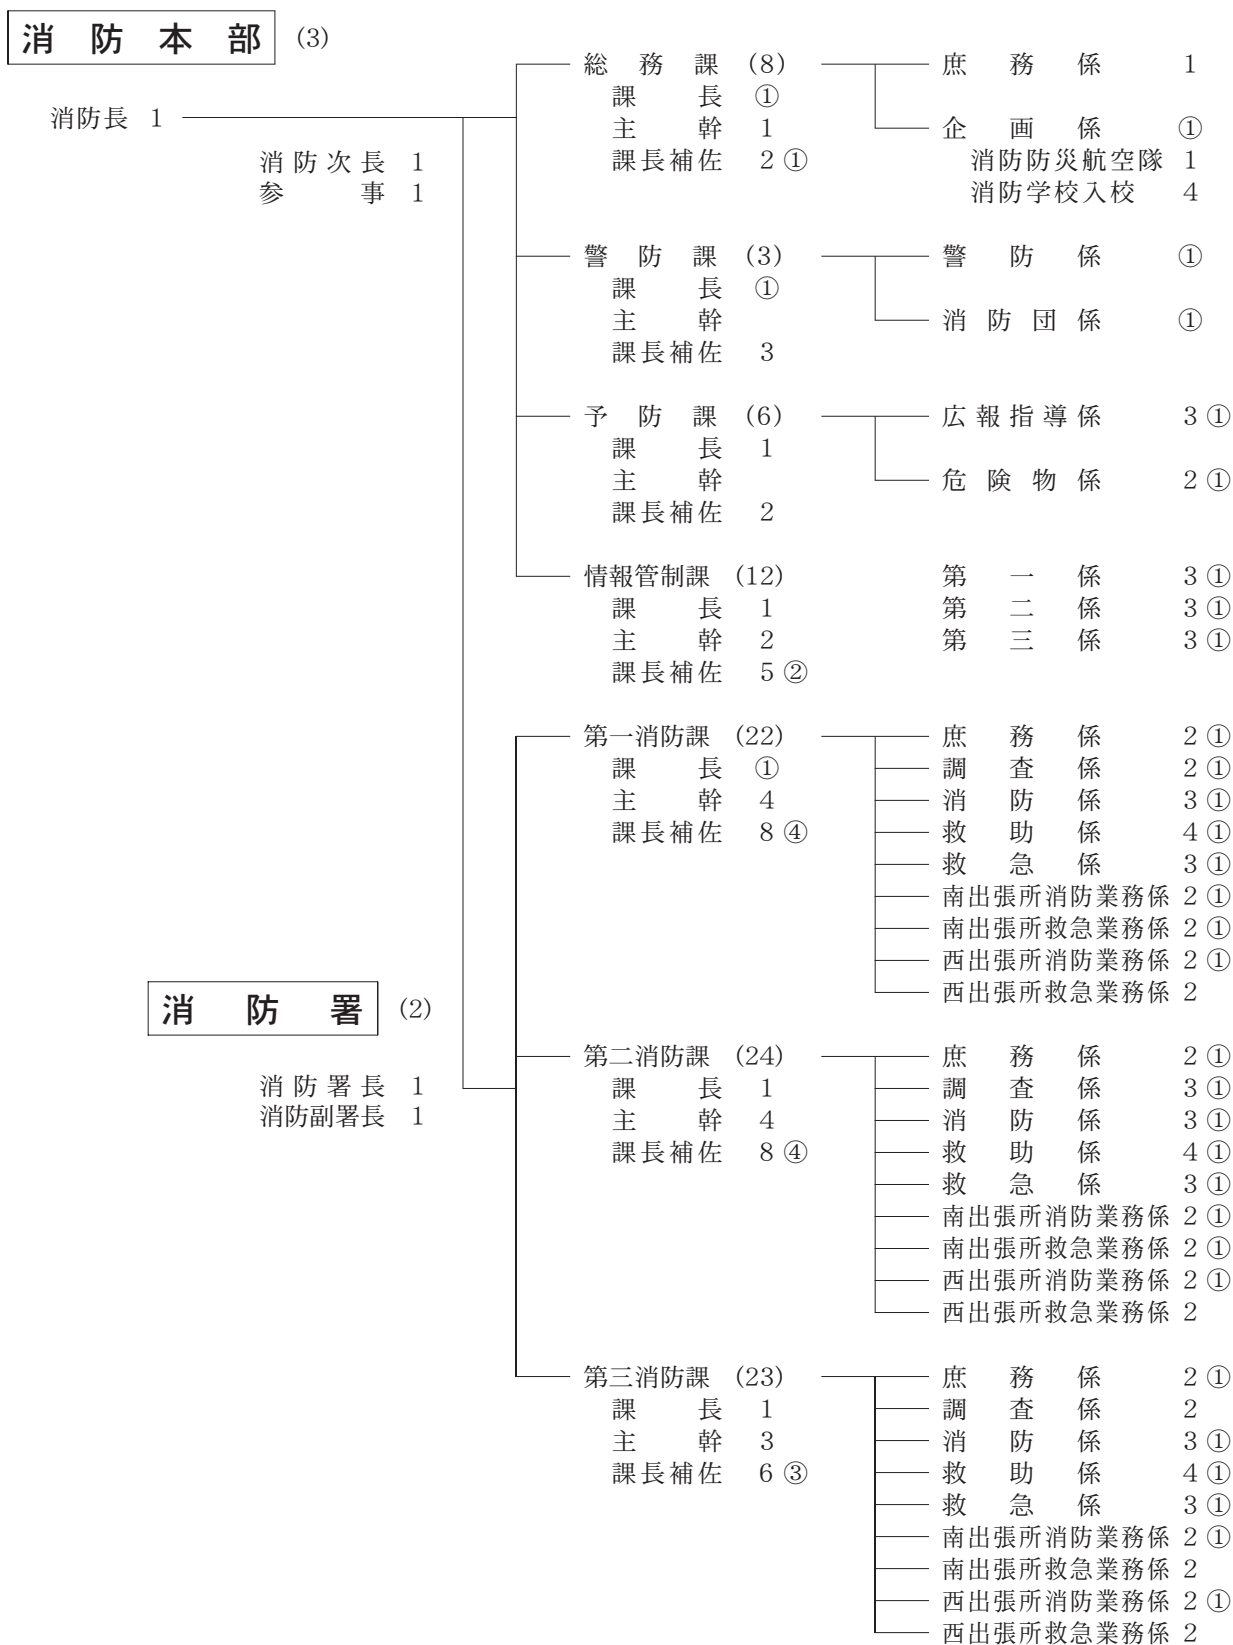 消防本部 (3)
消防長 1
消防次長 1
参事 1
総務課 (8)
課長 ①
主幹 1
課長補佐 2 ①
庶務係 1
企画係 ①
消防防災航空隊 1
消防学校入校 4
警防課 (3)
課長 ①
主幹
課長補佐 3
警防係 ①
消防団係 ①
予防課 (6)
課長 1
主幹
課長補佐 2
広報指導係 3 ①
危険物係 2 ①
情報管制課 (12)
課長 1
主幹 2
課長補佐 5 ②
第一係 3 ①
第二係 3 ①
第三係 3 ①
消防署 (2)
消防署長 1
消防副署長 1
第一消防課 (22)
課長 ①
主幹 4
課長補佐 8 ④
庶務係 2 ①
調査係 2 ①
消防係 3 ①
救助係 4 ①
救急係 3 ①
南出張所消防業務係 2 ①
南出張所救急業務係 2 ①
西出張所消防業務係 2 ①
西出張所救急業務係 2
第二消防課 (24)
課長 1
主幹 4
課長補佐 8 ④
庶務係 2 ①
調査係 3 ①
消防係 3 ①
救助係 4 ①
救急係 3 ①
南出張所消防業務係 2 ①
南出張所救急業務係 2 ①
西出張所消防業務係 2 ①
西出張所救急業務係 2
第三消防課 (23)
課長 1
主幹 3
課長補佐 6 ③
庶務係 2 ①
調査係 2
消防係 3 ①
救助係 4 ①
救急係 3 ①
南出張所消防業務係 2 ①
南出張所救急業務係 2
西出張所消防業務係 2 ①
西出張所救急業務係 2